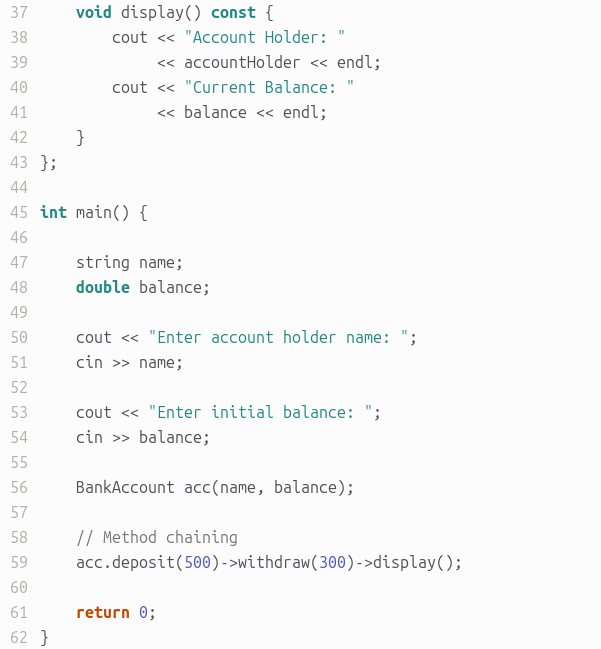 37     void display() const {
38         cout << "Account Holder: "
39              << accountHolder << endl;
40         cout << "Current Balance: "
41              << balance << endl;
42     }
43 };
44
45 int main() {
46
47     string name;
48     double balance;
49
50     cout << "Enter account holder name: ";
51     cin >> name;
52
53     cout << "Enter initial balance: ";
54     cin >> balance;
55
56     BankAccount acc(name, balance);
57
58     // Method chaining
59     acc.deposit(500)->withdraw(300)->display();
60
61     return 0;
62 }